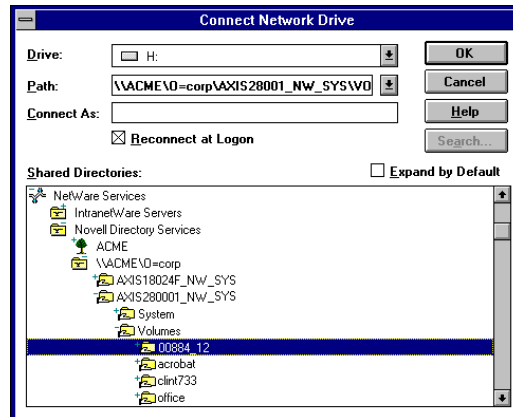 Connect Network Drive
Drive: H: OK
Path: \\ACME\O=corp\AXIS28001_NW_SYS\VO Cancel
Connect As: Help
Reconnect at Logon Search...
Shared Directories: Expand by Default
NetWare Services
IntranetWare Servers
Novell Directory Services
ACME
\\ACME\O=corp
AXIS18024F_NW_SYS
AXIS280001_NW_SYS
System
Volumes
00884_12
acrobat
clint733
office